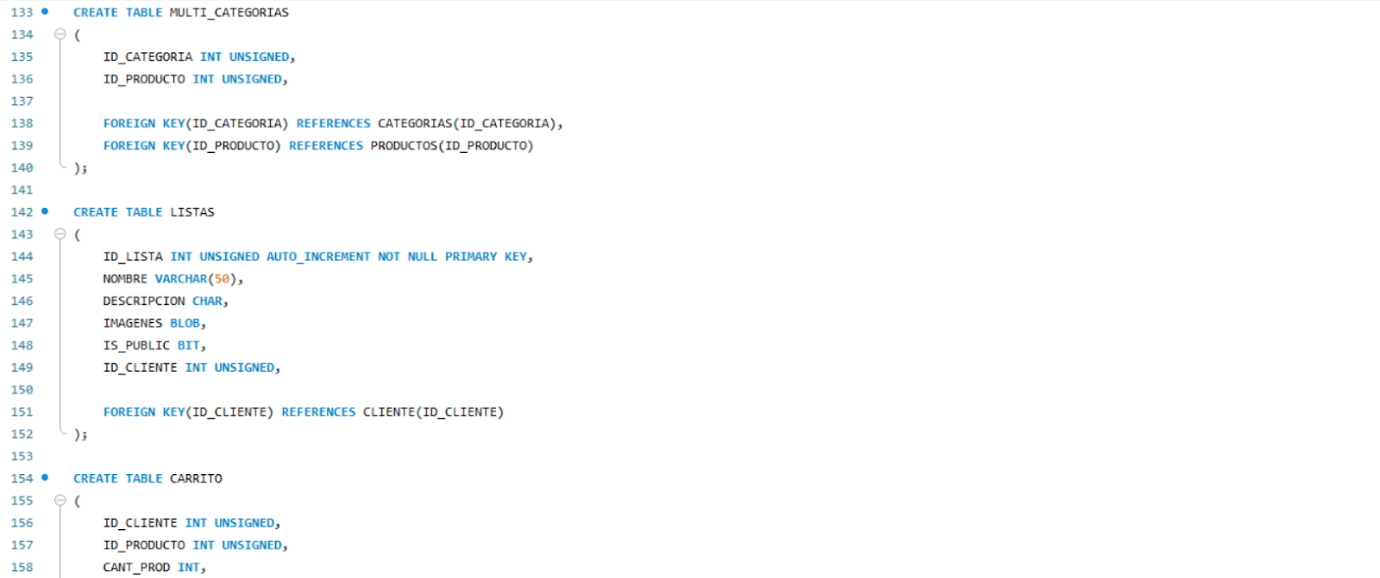 133 CREATE TABLE MULTI_CATEGORIAS
134 (
135 ID_CATEGORIA INT UNSIGNED,
136 ID_PRODUCTO INT UNSIGNED,
137
138 FOREIGN KEY(ID_CATEGORIA) REFERENCES CATEGORIAS(ID_CATEGORIA),
139 FOREIGN KEY(ID_PRODUCTO) REFERENCES PRODUCTOS(ID_PRODUCTO)
140 );
141
142 CREATE TABLE LISTAS
143 (
144 ID_LISTA INT UNSIGNED AUTO_INCREMENT NOT NULL PRIMARY KEY,
145 NOMBRE VARCHAR(50),
146 DESCRIPCION CHAR,
147 IMAGENES BLOB,
148 IS_PUBLIC BIT,
149 ID_CLIENTE INT UNSIGNED,
150
151 FOREIGN KEY(ID_CLIENTE) REFERENCES CLIENTE(ID_CLIENTE)
152 );
153
154 CREATE TABLE CARRITO
155 (
156 ID_CLIENTE INT UNSIGNED,
157 ID_PRODUCTO INT UNSIGNED,
158 CANT_PROD INT,